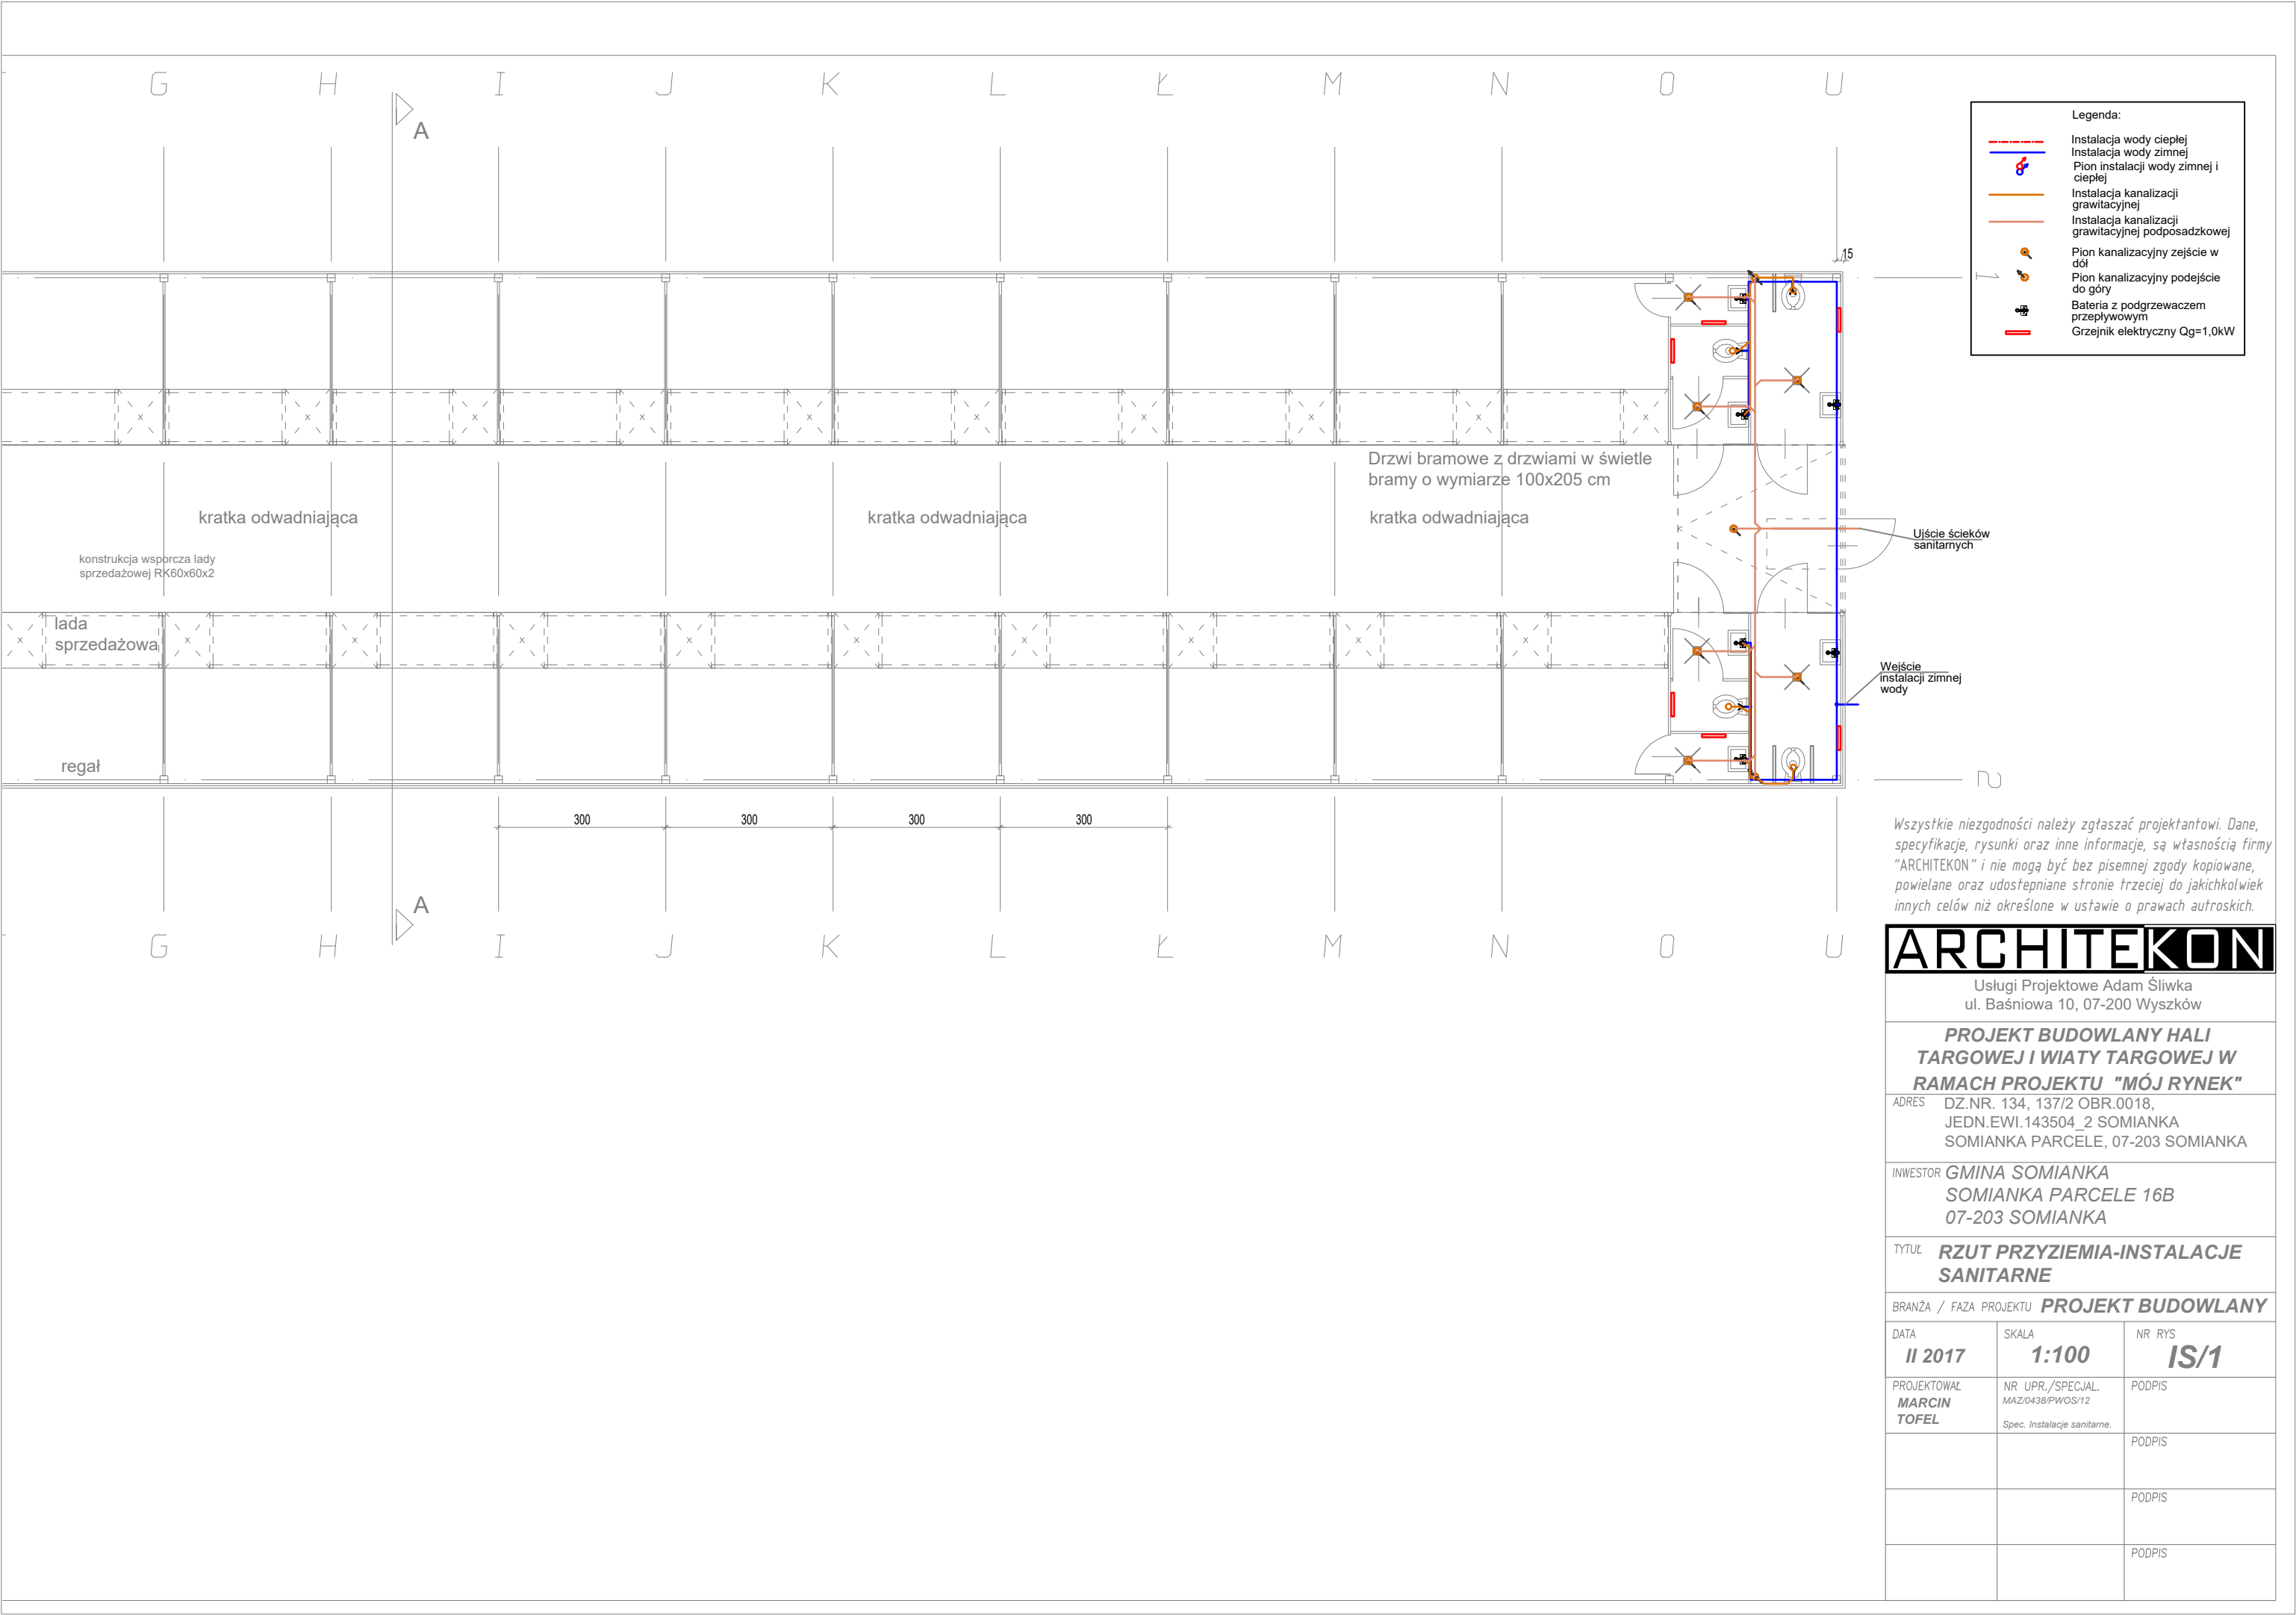 G H I J K L Ł M N O U
A
Legenda:
Instalacja wody ciepłej
Instalacja wody zimnej
Pion instalacji wody zimnej i
ciepłej
Instalacja kanalizacji
grawitacyjnej
Instalacja kanalizacji
grawitacyjnej podposadzkowej
Pion kanalizacyjny zejście w
dół
Pion kanalizacyjny podejście
do góry
Bateria z podgrzewaczem
przepływowym
Grzejnik elektryczny Qg=1,0kW
15
1
Drzwi bramowe z drzwiami w świetle
bramy o wymiarze 100x205 cm
kratka odwadniająca
kratka odwadniająca
kratka odwadniająca
Ujście ścieków
sanitarnych
konstrukcja wsporcza lady
sprzedażowej RK60x60x2
lada
sprzedażowa
Wejście
instalacji zimnej
wody
regał
2
300 300 300 300
A
G H I J K L Ł M N O U
Wszystkie niezgodności należy zgłaszać projektantowi. Dane,
specyfikacje, rysunki oraz inne informacje, są własnością firmy
"ARCHITEKON" i nie mogą być bez pisemnej zgody kopiowane,
powielane oraz udostepniane stronie trzeciej do jakichkolwiek
innych celów niż określone w ustawie o prawach autroskich.
ARCHITEKON
Usługi Projektowe Adam Śliwka
ul. Baśniowa 10, 07-200 Wyszków
PROJEKT BUDOWLANY HALI
TARGOWEJ I WIATY TARGOWEJ W
RAMACH PROJEKTU "MÓJ RYNEK"
ADRES DZ.NR. 134, 137/2 OBR.0018,
JEDN.EWI.143504_2 SOMIANKA
SOMIANKA PARCELE, 07-203 SOMIANKA
INWESTOR GMINA SOMIANKA
SOMIANKA PARCELE 16B
07-203 SOMIANKA
TYTUŁ RZUT PRZYZIEMIA-INSTALACJE
SANITARNE
BRANŻA / FAZA PROJEKTU PROJEKT BUDOWLANY
DATA SKALA NR RYS
II 2017 1:100 IS/1
PROJEKTOWAŁ NR UPR./SPECJAL. PODPIS
MARCIN MAZ/0438/PWOS/12
TOFEL Spec. Instalacje sanitarne.
PODPIS
PODPIS
PODPIS